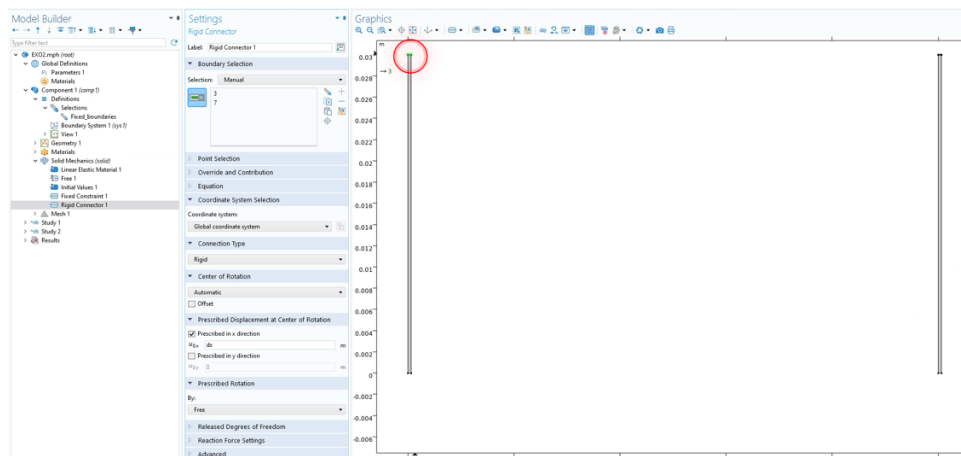 Model Builder
Type filter text
EXO2.mph (root)
Global Definitions
Parameters 1
Materials
Component 1 (comp1)
Definitions
Selections
Fixed_boundaries
Boundary System 1 (sys1)
View 1
Geometry 1
Materials
Solid Mechanics (solid)
Linear Elastic Material 1
Free 1
Initial Values 1
Fixed Constraint 1
Rigid Connector 1
Mesh 1
Study 1
Study 2
Results
Settings
Rigid Connector
Label: Rigid Connector 1
Boundary Selection
Selection: Manual
3
7
Point Selection
Override and Contribution
Equation
Coordinate System Selection
Coordinate system:
Global coordinate system
Connection Type
Rigid
Center of Rotation
Automatic
Offset
Prescribed Displacement at Center of Rotation
Prescribed in x direction
u0x dx m
Prescribed in y direction
u0y 0 m
Prescribed Rotation
By:
Free
Released Degrees of Freedom
Reaction Force Settings
Advanced
Graphics
m
0.03
3
0.028
0.026
0.024
0.022
0.02
0.018
0.016
0.014
0.012
0.01
0.008
0.006
0.004
0.002
0
-0.002
-0.004
-0.006